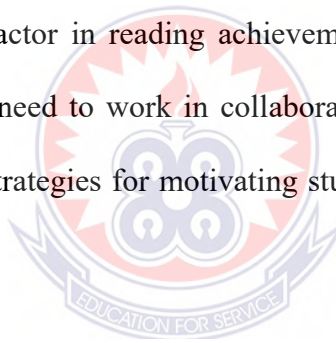 actor in reading achievem
need to work in collabora
trategies for motivating stu
EDUCATION FOR SERVICE